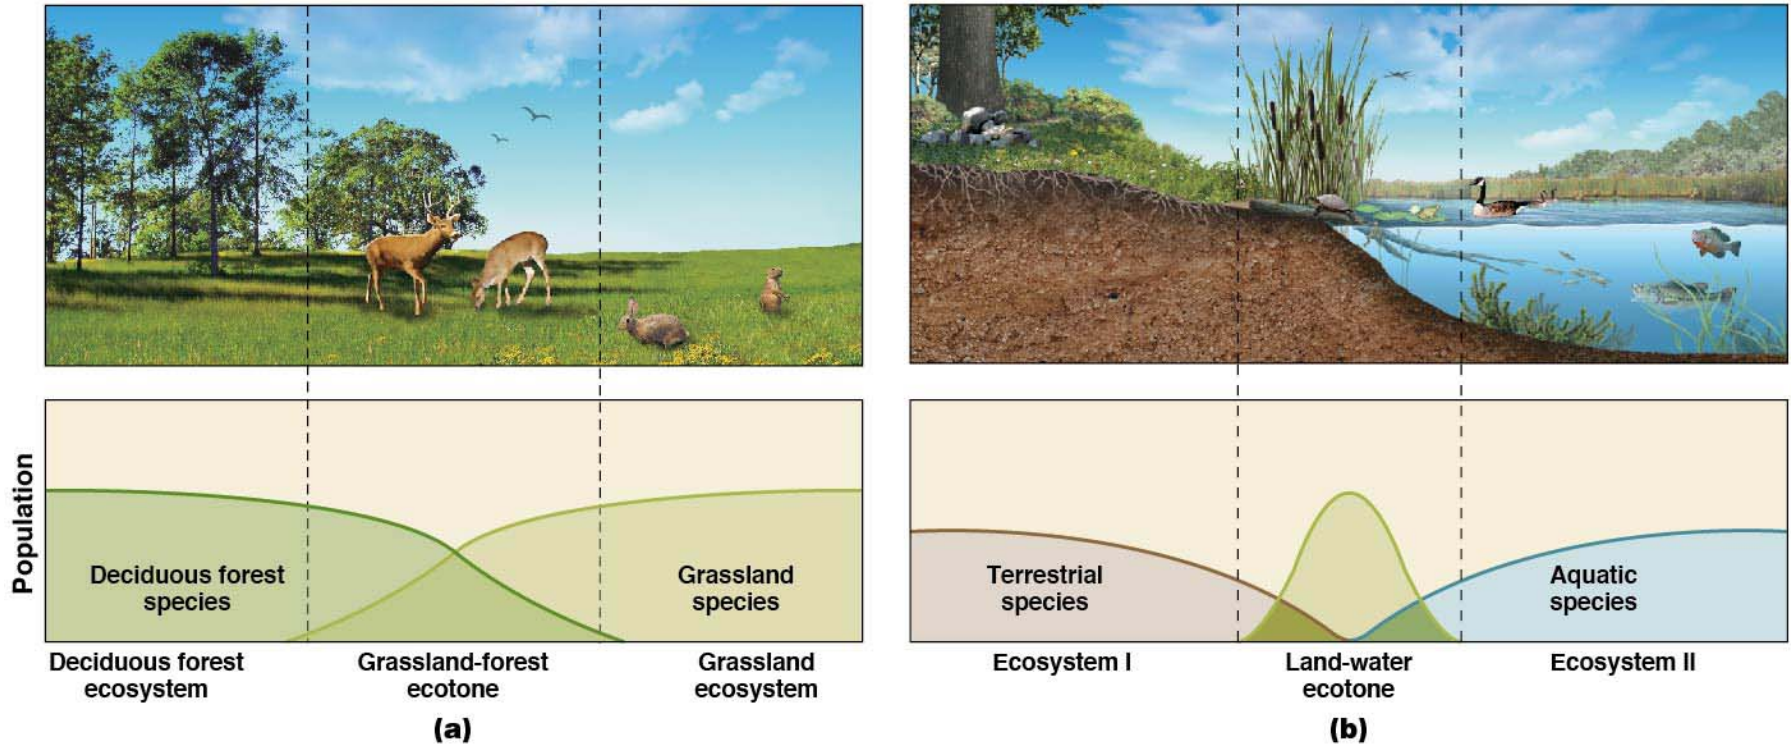 Population
Deciduous forest
species
Grassland
species
Deciduous forest
ecosystem
Grassland-forest
ecotone
Grassland
ecosystem
(a)
Terrestrial
species
Aquatic
species
Ecosystem I
Land-water
ecotone
Ecosystem II
(b)